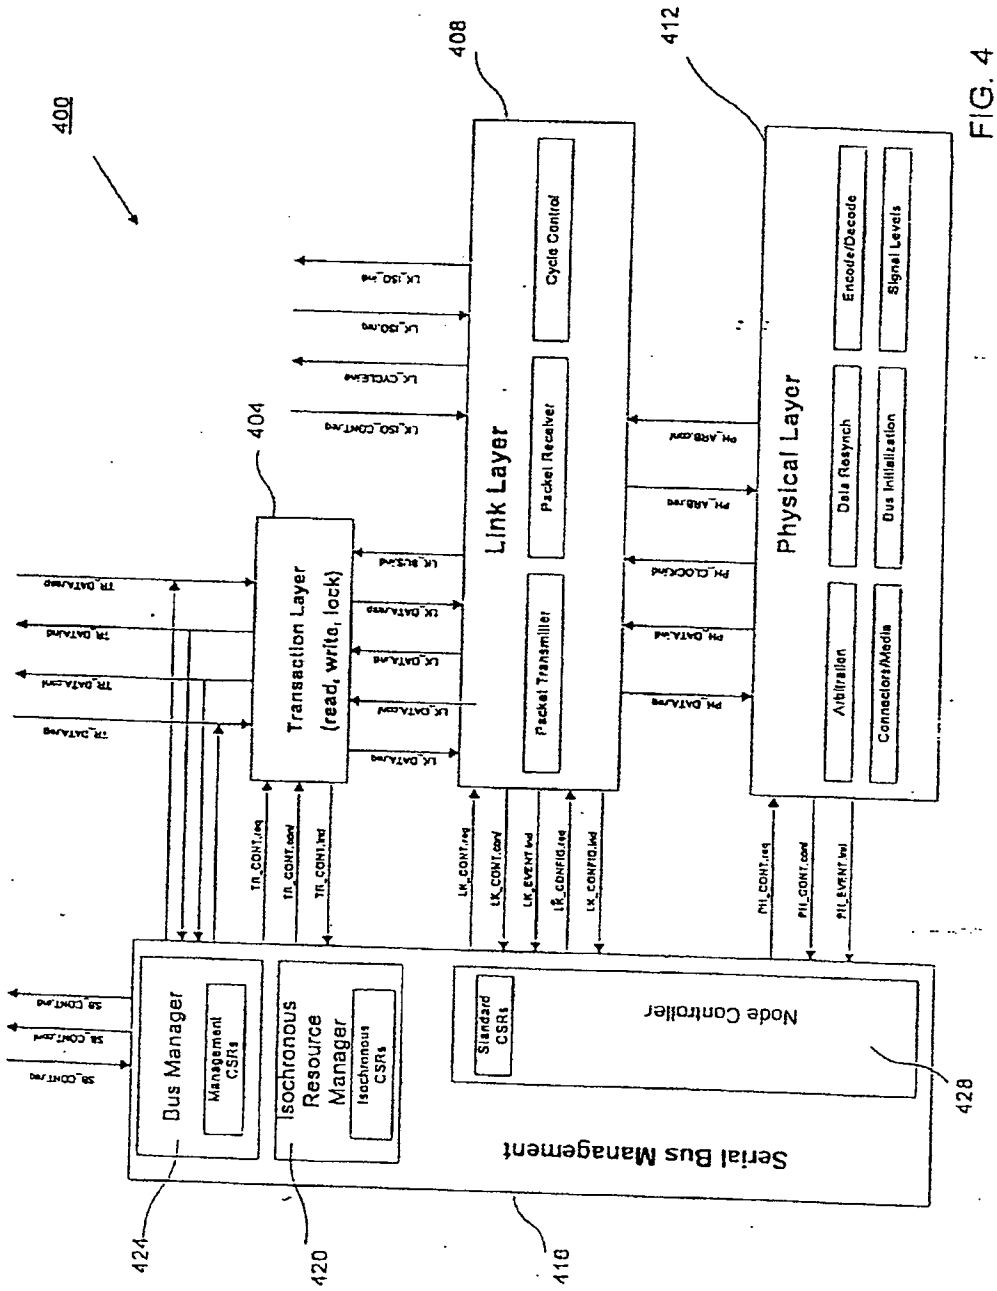 400
SB_CONT.req
SB_CONT.conf
SB_CONT.ind
TR_DATA.req
TR_DATA.conf
TR_DATA.ind
TR_DATA.resp
424
Bus Manager
Management
CSRs
420
Isochronous
Resource
Manager
Isochronous
CSRs
416
Serial Bus Management
Standard
CSRs
Node Controller
428
TR_CONT.req
TR_CONT.conf
TR_CONT.ind
404
Transaction Layer
(read, write, lock)
LK_DATA.req
LK_DATA.conf
LK_DATA.ind
LK_DATA.resp
LK_BUS.ind
LK_ISO_CONT.req
LK_CYCLE.ind
LK_ISO.req
LK_ISO.ind
LK_CONT.req
LK_CONT.conf
LK_EVENT.ind
LK_CONFIG.req
LK_CONFIG.ind
408
Link Layer
Packet Transmitter
Packet Receiver
Cycle Control
PH_DATA.req
PH_DATA.ind
PH_CLOCK.ind
PH_ARB.req
PH_ARB.conf
PH_CONT.req
PH_CONT.conf
PH_EVENT.ind
412
Physical Layer
Arbitration
Data Resynch
Encode/Decode
Connectors/Media
Bus Initialization
Signal Levels
FIG. 4